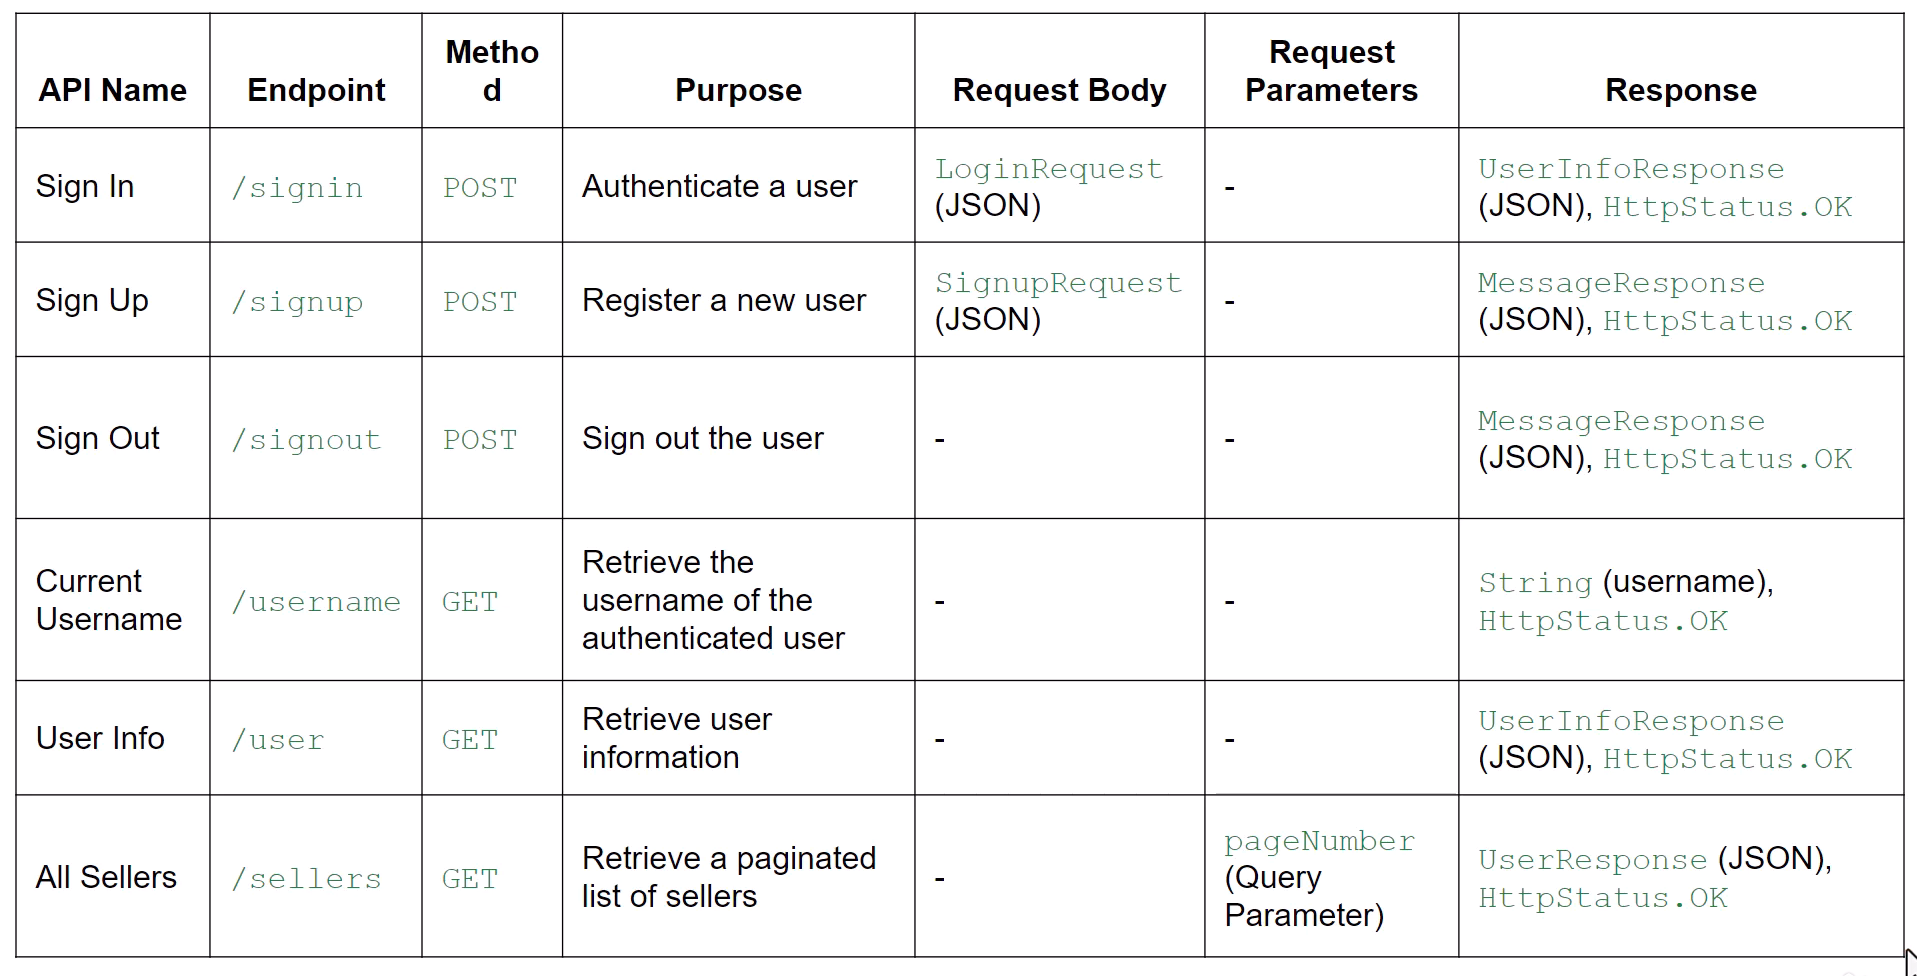 API Name Endpoint Metho
d Purpose Request Body Request
Parameters Response
Sign In /signin POST Authenticate a user LoginRequest
(JSON) - UserInfoResponse
(JSON), HttpStatus.OK
Sign Up /signup POST Register a new user SignupRequest
(JSON) - MessageResponse
(JSON), HttpStatus.OK
Sign Out /signout POST Sign out the user - - MessageResponse
(JSON), HttpStatus.OK
Current
Username /username GET Retrieve the
username of the
authenticated user - - String (username),
HttpStatus.OK
User Info /user GET Retrieve user
information - - UserInfoResponse
(JSON), HttpStatus.OK
All Sellers /sellers GET Retrieve a paginated
list of sellers - pageNumber
(Query
Parameter) UserResponse (JSON),
HttpStatus.OK